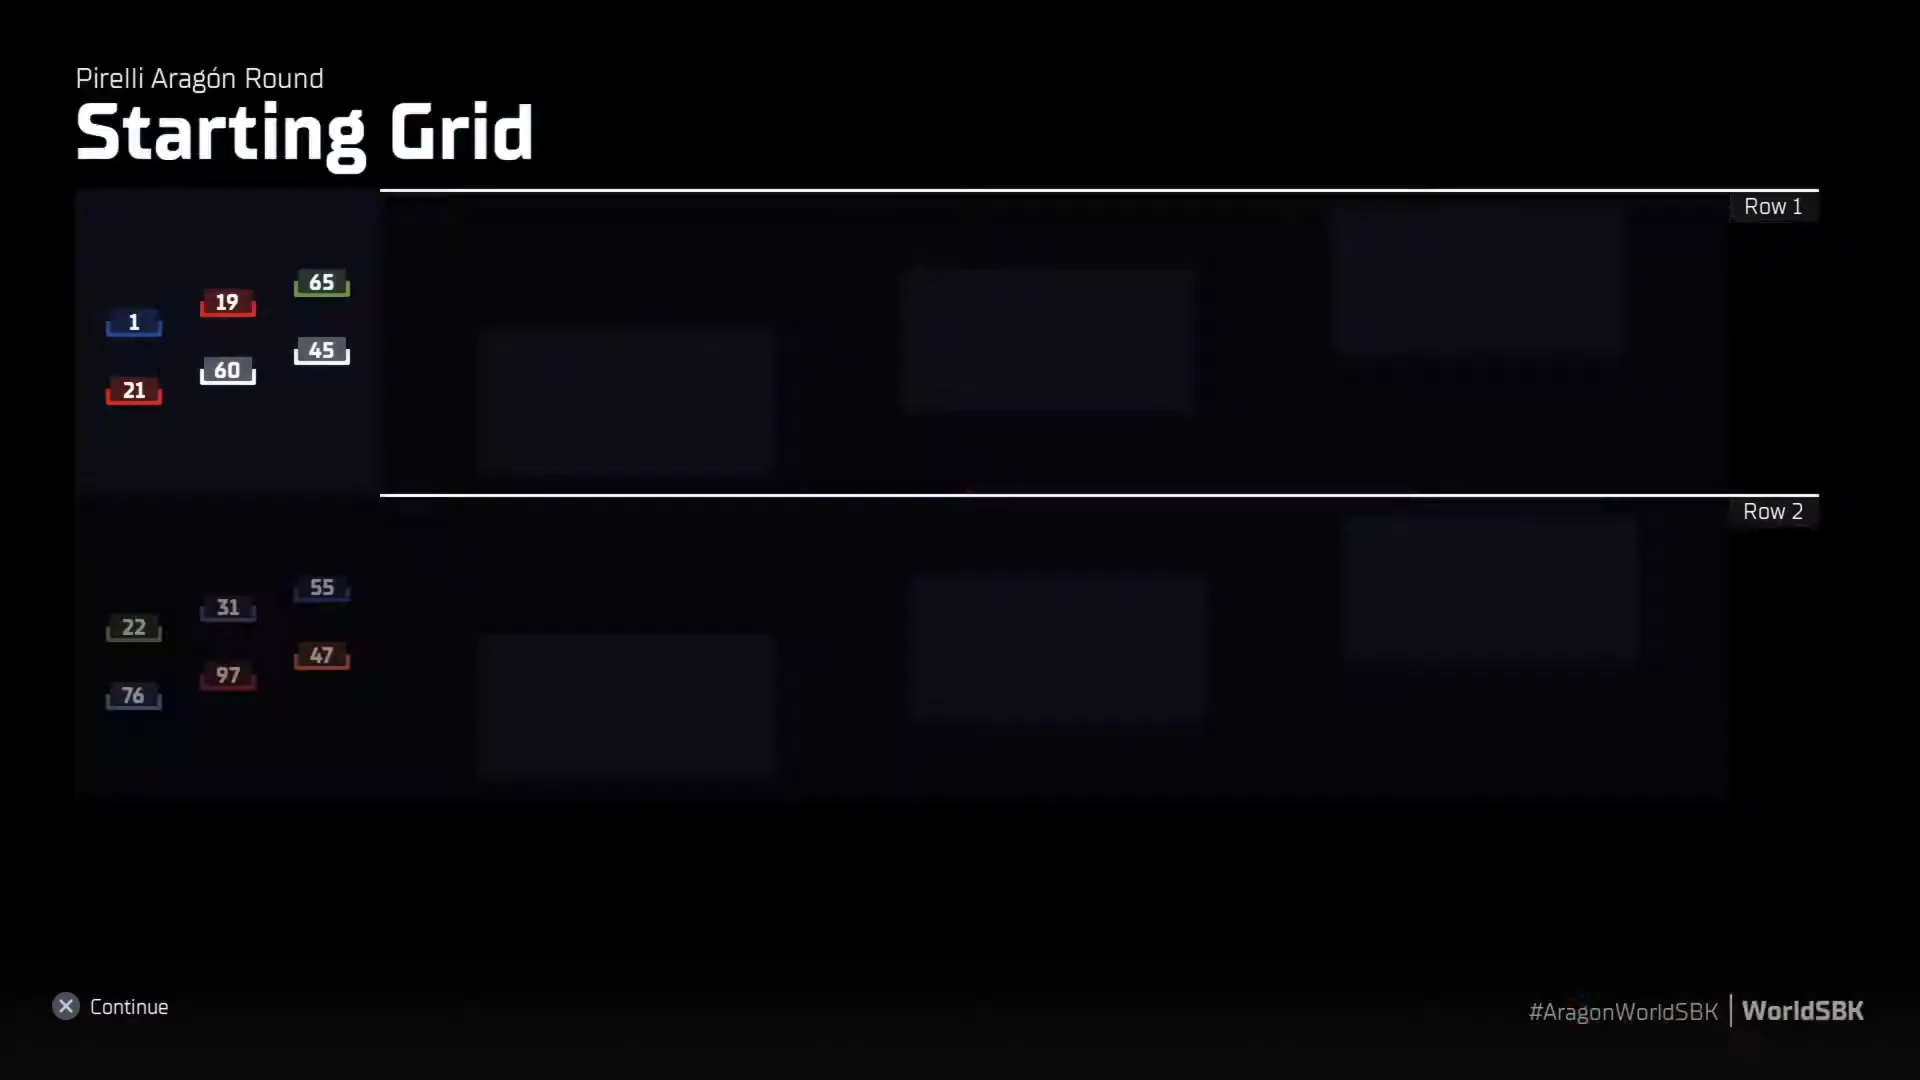 Pirelli Aragón Round
Starting Grid
Row 1
65
19
1
45
60
21
Row 2
55
31
22
47
97
76
Continue
#AragonWorldSBK | WorldSBK